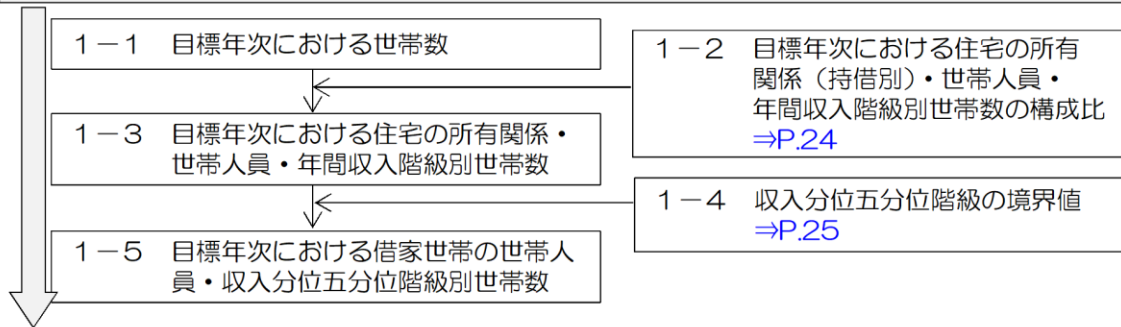 1-1 目標年次における世帯数
1-2 目標年次における住宅の所有
関係（持借別）・世帯人員・
年間収入階級別世帯数の構成比
⇒P.24
1-3 目標年次における住宅の所有関係・
世帯人員・年間収入階級別世帯数
1-4 収入分位五分位階級の境界値
⇒P.25
1-5 目標年次における借家世帯の世帯人
員・収入分位五分位階級別世帯数